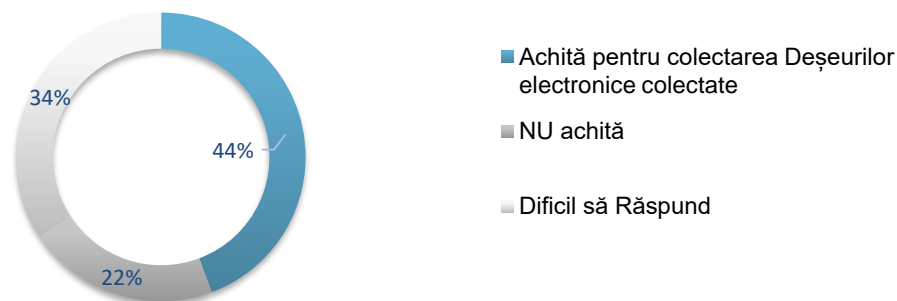 34%
44%
22%
Achită pentru colectarea Deșeurilor
electronice colectate
NU achită
Dificil să Răspund